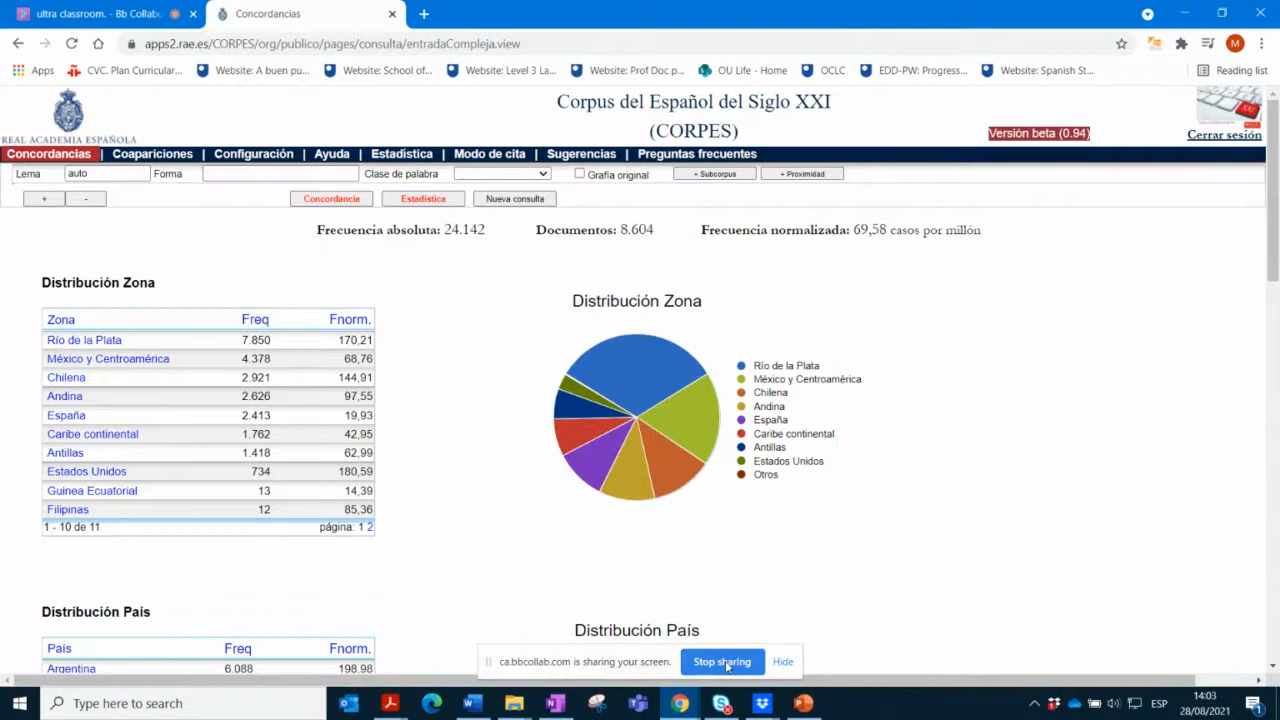 ultra classroom. - Bb Collab
Concordancias
apps2.rae.es/CORPES/org/publico/pages/consulta/entradaCompleja.view
M
Apps
CVC. Plan Curricular...
Website: A buen pu...
Website: School of...
Website: Level 3 La...
Website: Prof Doc p...
OU Life - Home
OCLC
EDD-PW: Progress...
Website: Spanish St...
Reading list
REAL ACADEMIA ESPAÑOLA
Corpus del Español del Siglo XXI
(CORPES)
Versión beta (0.94)
Cerrar sesión
Concordancias | Coapariciones | Configuración | Ayuda | Estadística | Modo de cita | Sugerencias | Preguntas frecuentes
Lema auto Forma Clase de palabra Grafía original + Subcorpus + Proximidad
+ - Concordancia Estadística Nueva consulta
Frecuencia absoluta: 24.142 Documentos: 8.604 Frecuencia normalizada: 69,58 casos por millón
Distribución Zona
Zona Freq Fnorm.
Río de la Plata 7.850 170,21
México y Centroamérica 4.378 68,76
Chilena 2.921 144,91
Andina 2.626 97,55
España 2.413 19,93
Caribe continental 1.762 42,95
Antillas 1.418 62,99
Estados Unidos 734 180,59
Guinea Ecuatorial 13 14,39
Filipinas 12 85,36
1 - 10 de 11 página: 1 2
Distribución Zona
Río de la Plata
México y Centroamérica
Chilena
Andina
España
Caribe continental
Antillas
Estados Unidos
Otros
Distribución País
País Freq Fnorm.
Argentina 6.088 198,98
Distribución País
ca.bbcollab.com is sharing your screen. Stop sharing Hide
Type here to search
ESP
14:03
28/08/2021